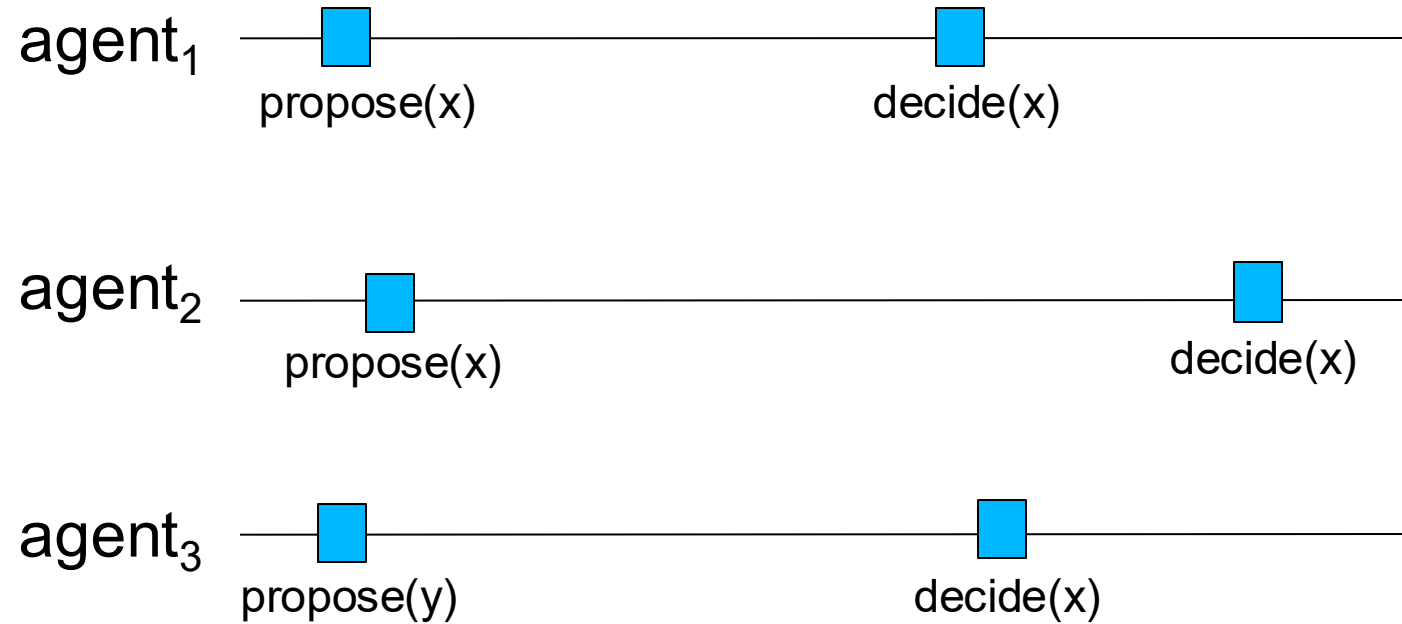 agent₁
propose(x) decide(x)
agent₂
propose(x) decide(x)
agent₃
propose(y) decide(x)